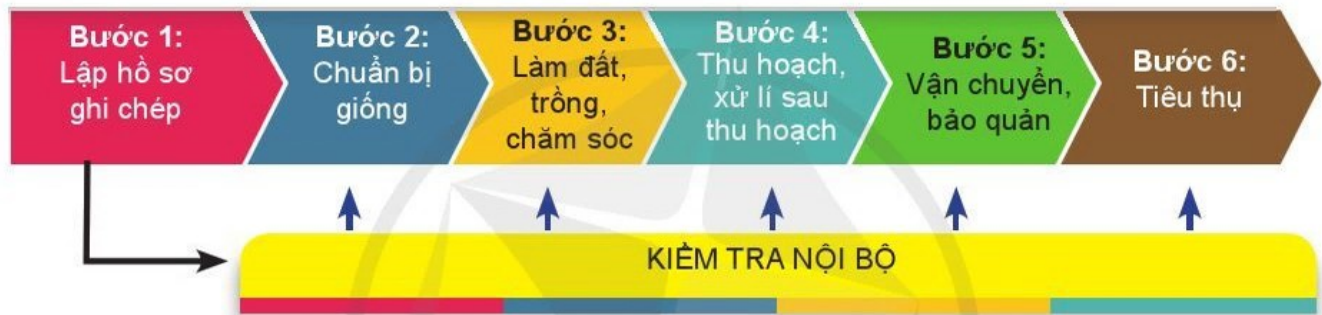 Bước 1:
Lập hồ sơ
ghi chép
Bước 2:
Chuẩn bị
giống
Bước 3:
Làm đất,
trồng,
chăm sóc
Bước 4:
Thu hoạch,
xử lí sau
thu hoạch
Bước 5:
Vận chuyển,
bảo quản
Bước 6:
Tiêu thụ
KIỂM TRA NỘI BỘ